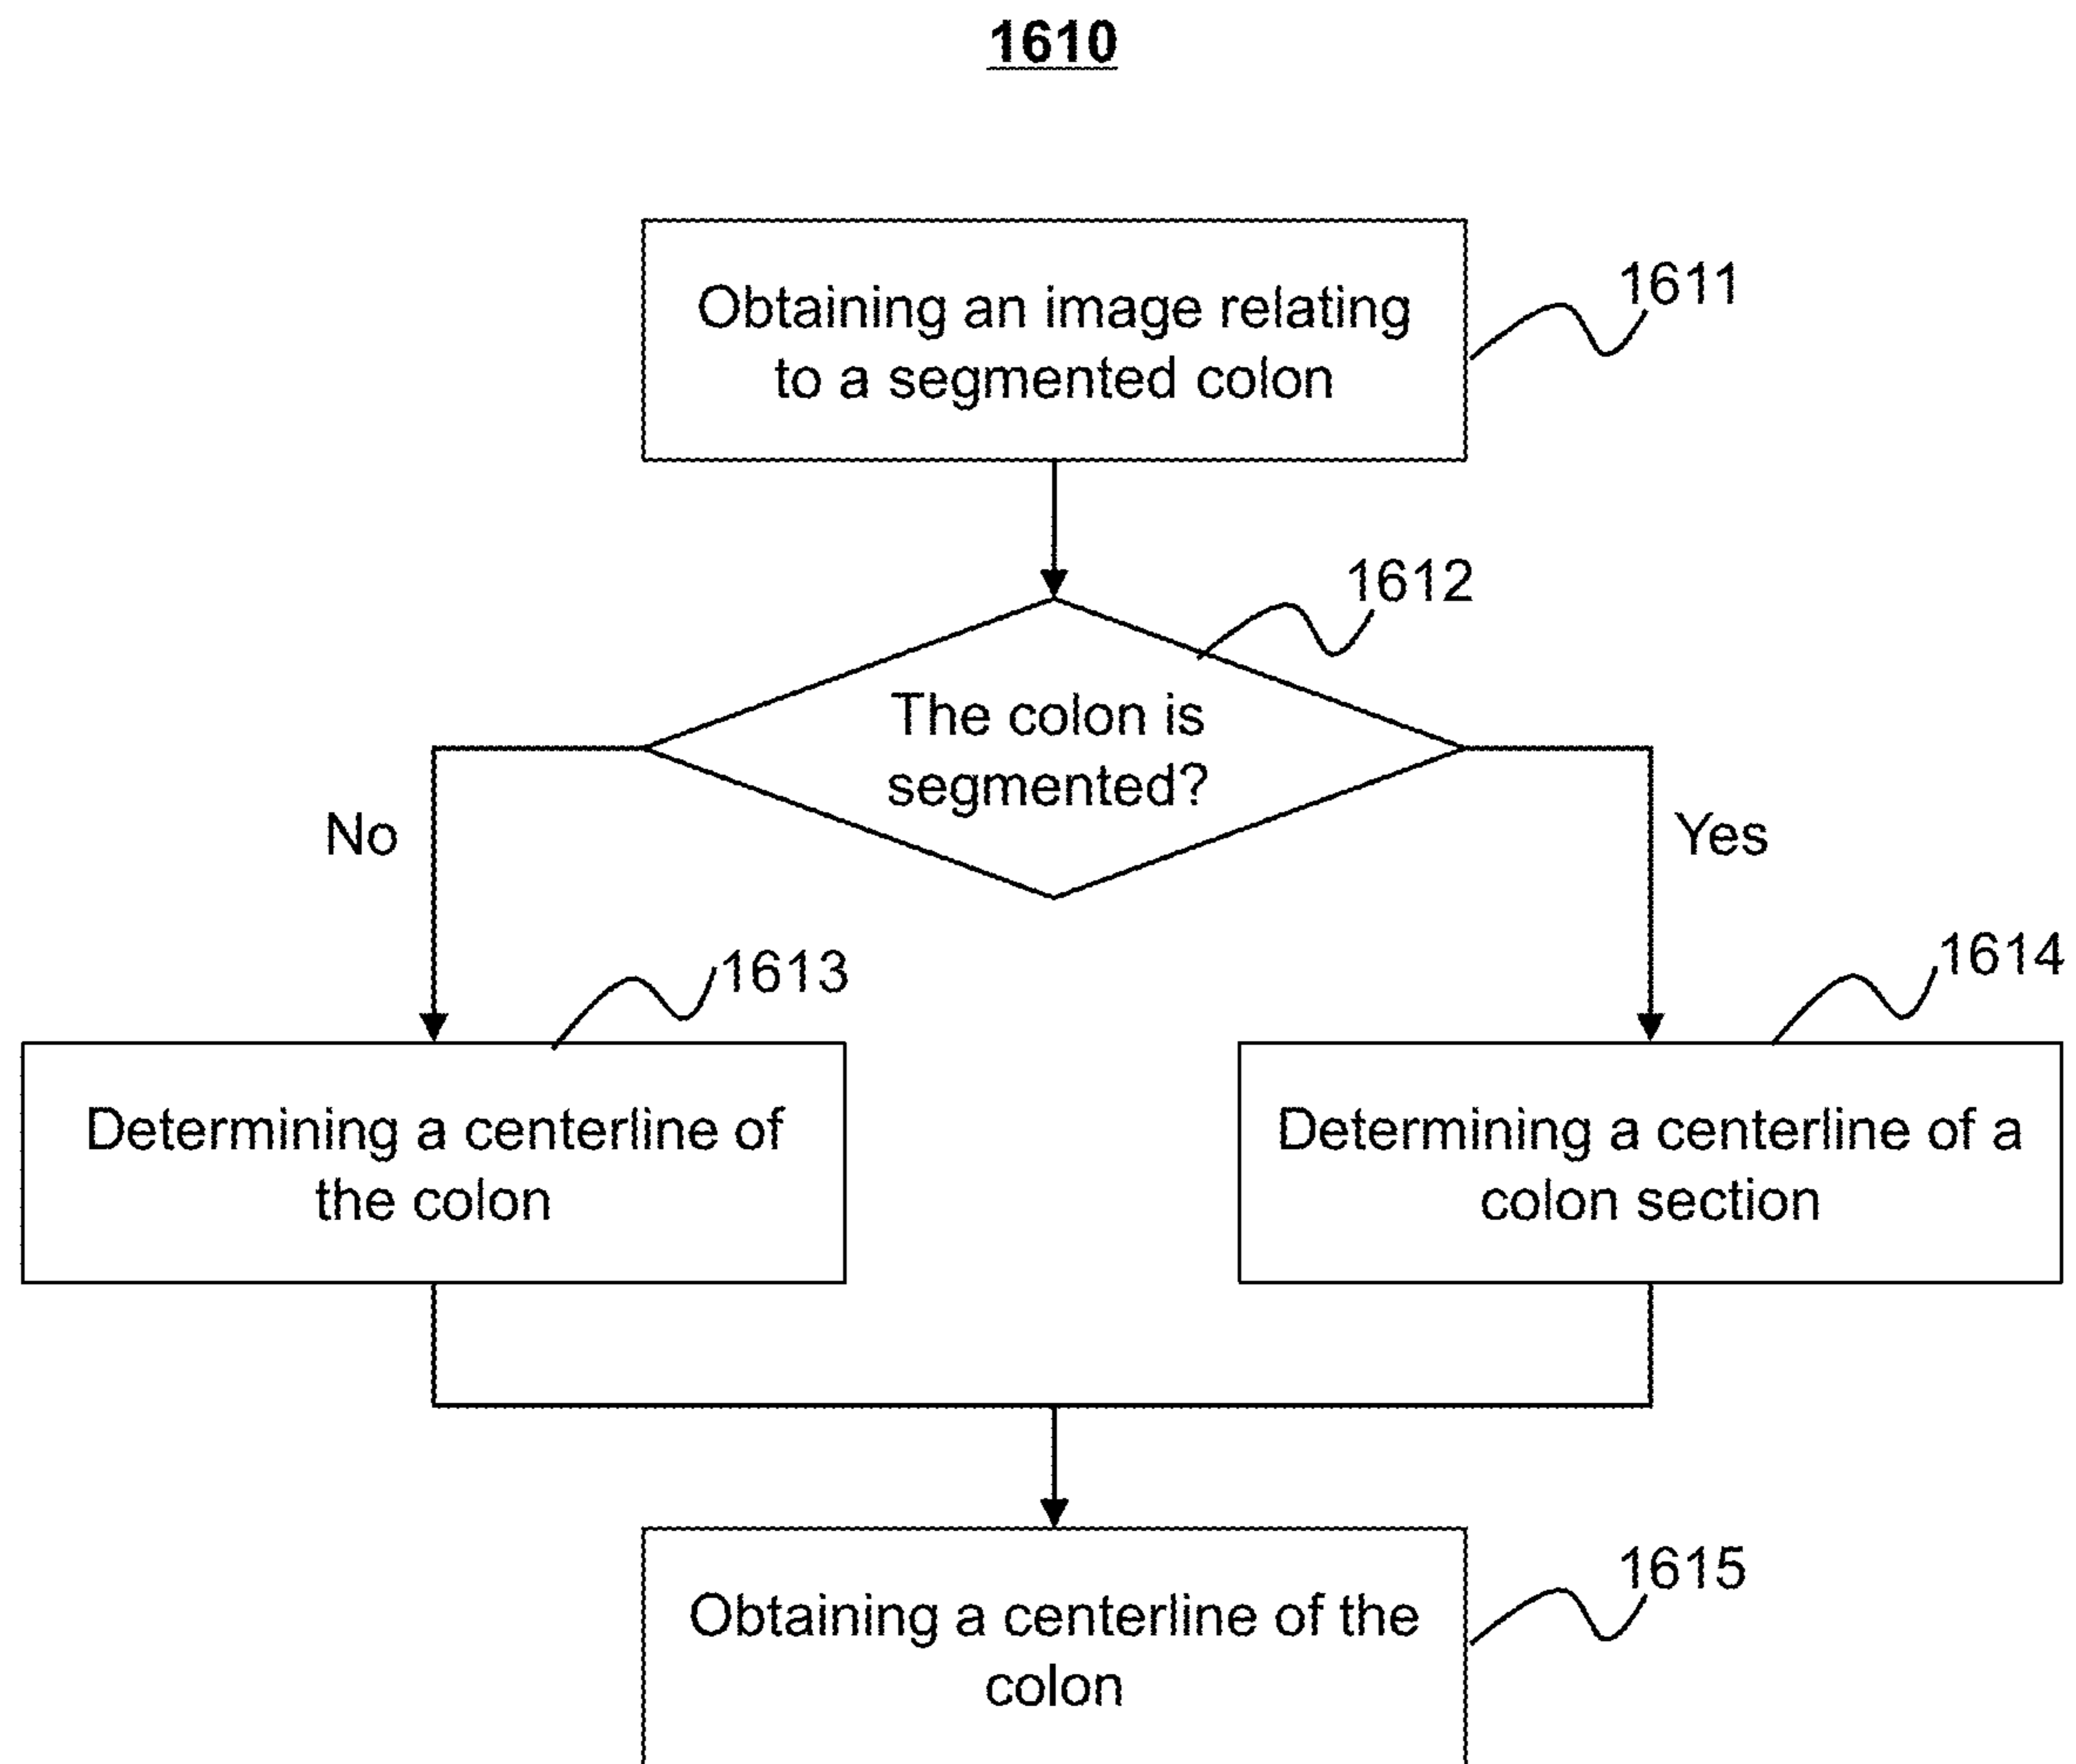 1610
Obtaining an image relating
to a segmented colon
1611
1612
The colon is
segmented?
No
Yes
1613
1614
Determining a centerline of
the colon
Determining a centerline of a
colon section
1615
Obtaining a centerline of the
colon